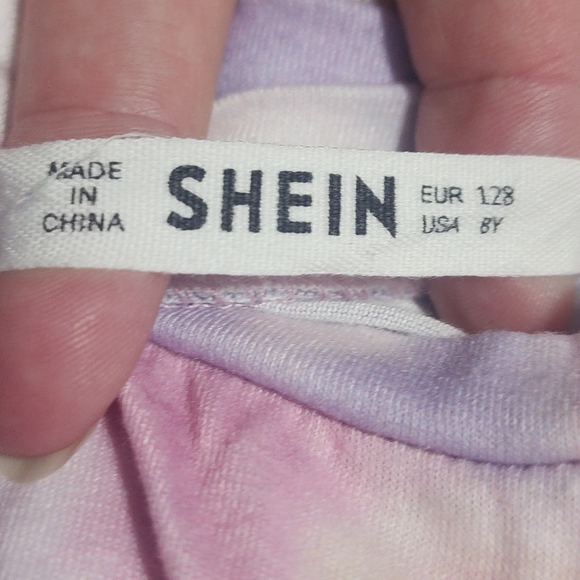 MADE
IN
CHINA
SHEIN
EUR 128
USA 8Y